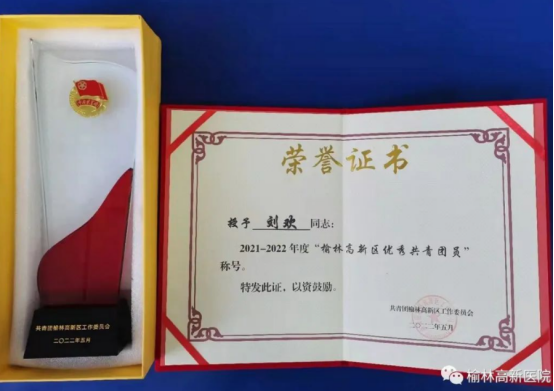 共青团榆林高新区工作委员会
二〇二二年五月
荣誉证书
授予 刘欢 同志：
2021-2022年度“榆林高新区优秀共青团员”
称号。
特发此证，以资鼓励。
共青团榆林高新区工作委员会
二〇二二年五月
榆林高新医院